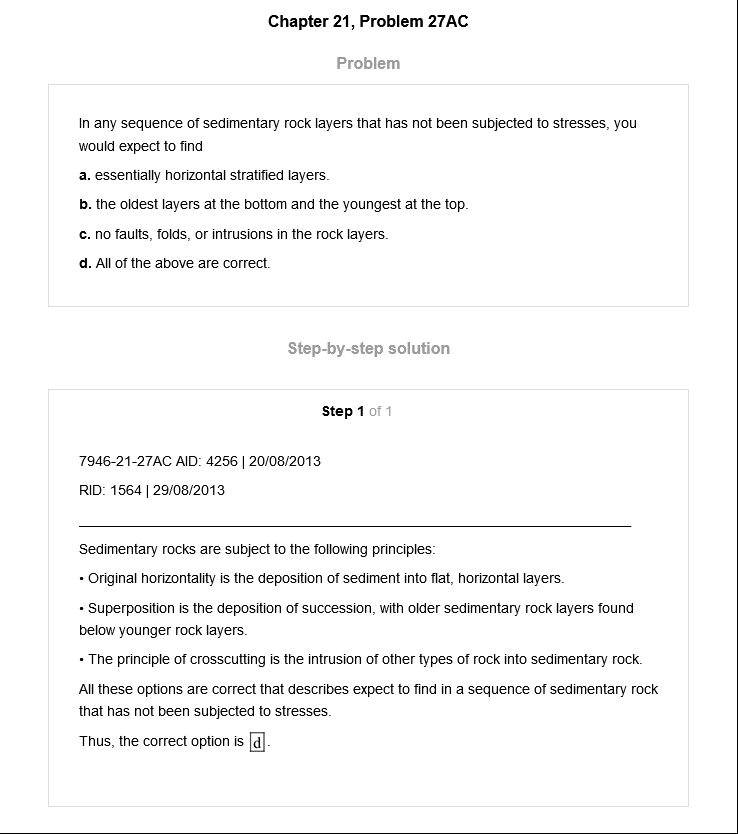 Chapter 21, Problem 27AC
Problem
In any sequence of sedimentary rock layers that has not been subjected to stresses, you
would expect to find
a. essentially horizontal stratified layers.
b. the oldest layers at the bottom and the youngest at the top.
c. no faults, folds, or intrusions in the rock layers.
d. All of the above are correct.
Step-by-step solution
Step 1 of 1
7946-21-27AC AID: 4256 | 20/08/2013
RID: 1564 | 29/08/2013
Sedimentary rocks are subject to the following principles:
• Original horizontality is the deposition of sediment into flat, horizontal layers.
• Superposition is the deposition of succession, with older sedimentary rock layers found
below younger rock layers.
• The principle of crosscutting is the intrusion of other types of rock into sedimentary rock.
All these options are correct that describes expect to find in a sequence of sedimentary rock
that has not been subjected to stresses.
Thus, the correct option is d.